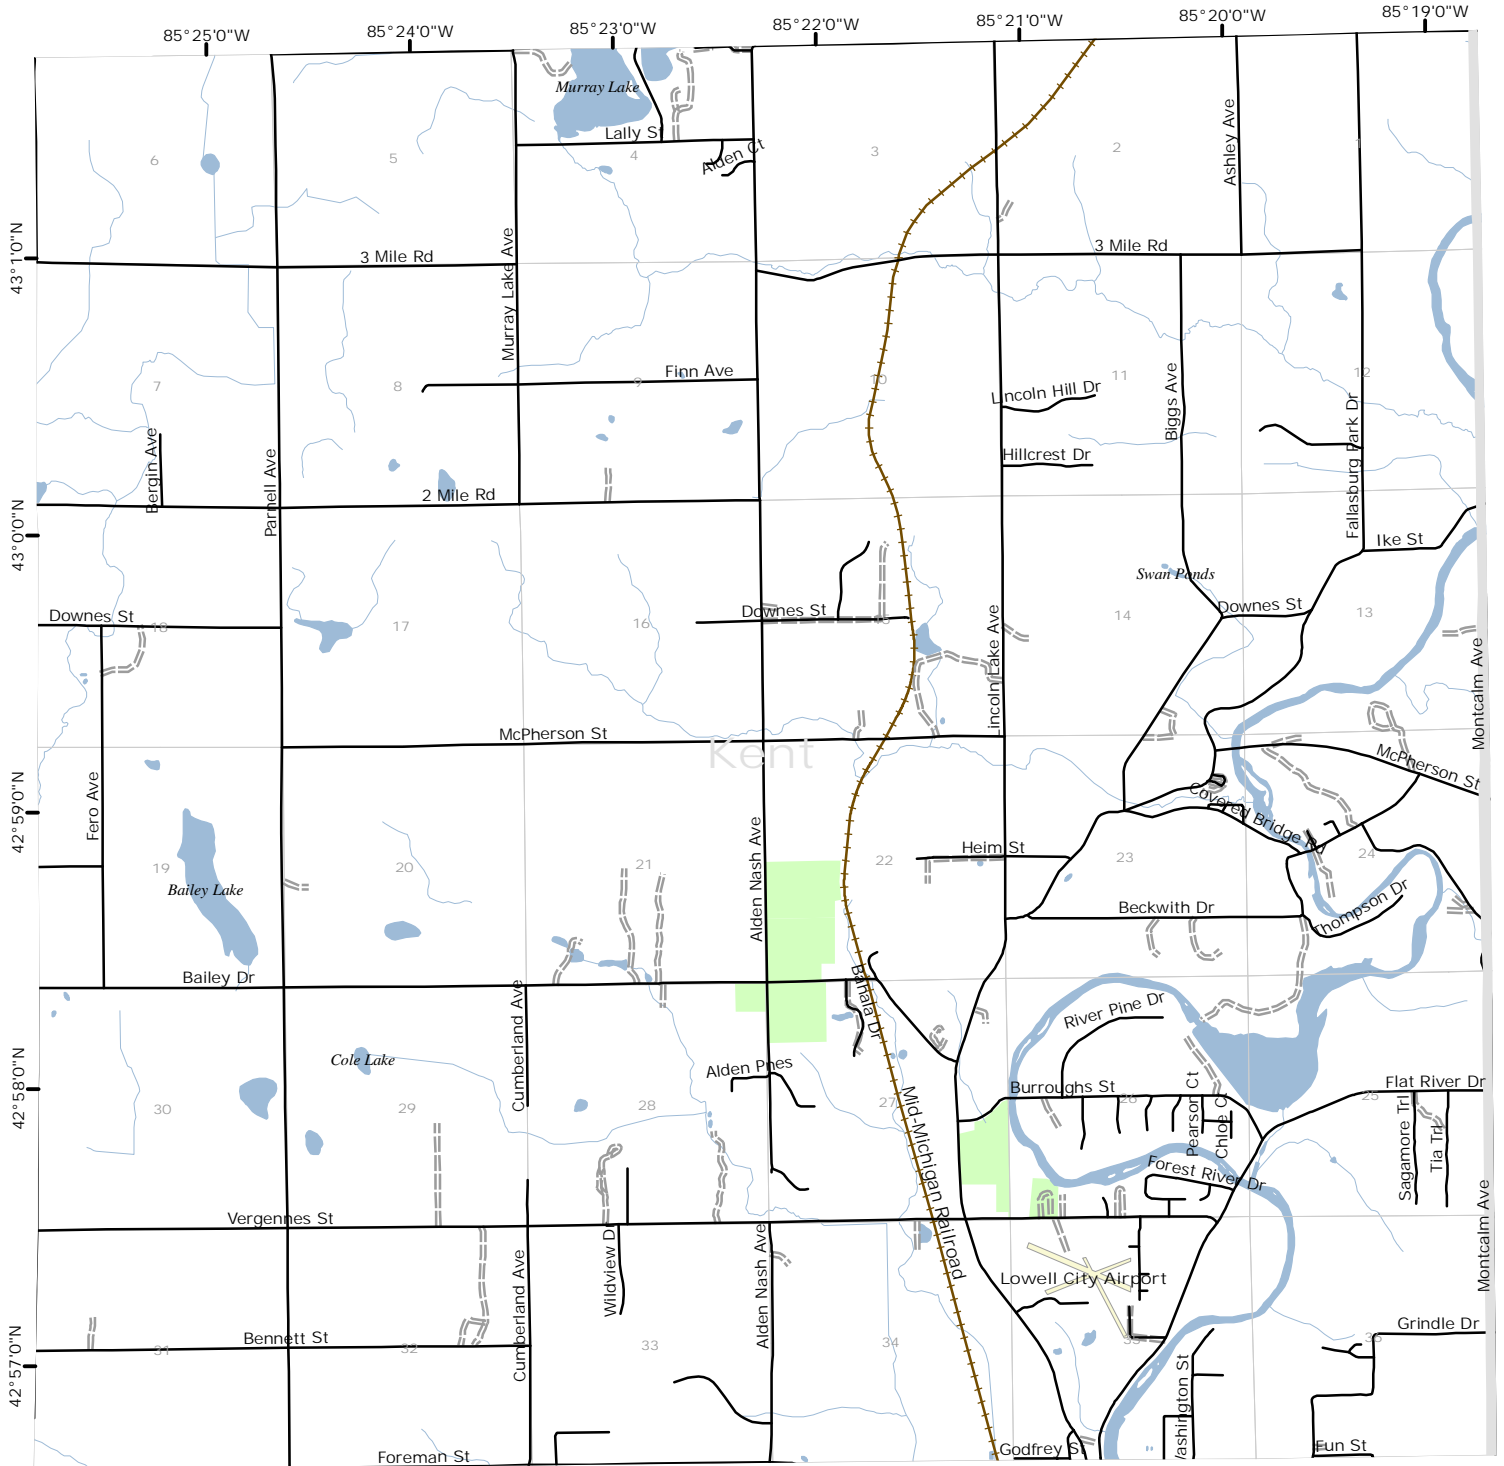 85°25'0"W
85°24'0"W
85°23'0"W
85°22'0"W
85°21'0"W
85°20'0"W
85°19'0"W
Murray Lake
Lally St
Alden Ct
Ashley Ave
6
5
4
3
2
1
43°1'0"N
3 Mile Rd
3 Mile Rd
Murray Lake Ave
Finn Ave
7
8
9
10
11
12
Lincoln Hill Dr
Biggs Ave
Fallasburg Park Dr
Bergin Ave
Parnell Ave
Hillcrest Dr
2 Mile Rd
43°0'0"N
Ike St
Swan Ponds
Downes St
Downes St
Downes St
18
17
16
15
14
13
Lincoln Lake Ave
Montcalm Ave
McPherson St
Kent
McPherson St
42°59'0"N
Fero Ave
Covered Bridge Rd
Alden Nash Ave
Heim St
19
20
21
22
23
24
Bailey Lake
Beckwith Dr
Thompson Dr
Bailey Dr
Cumberland Ave
Bahala Dr
River Pine Dr
Cole Lake
Alden Pnes
42°58'0"N
Burroughs St
Flat River Dr
30
29
28
27
26
25
Mid-Michigan Railroad
Pearson Ct
Chloe Ct
Sagamore Trl
Tia Trl
Forest River Dr
Vergennes St
Montcalm Ave
Cumberland Ave
Wildview Dr
Alden Nash Ave
Lowell City Airport
42°57'0"N
Bennett St
Grindle Dr
31
32
33
34
35
36
Washington St
Foreman St
Godfrey St
Fun St